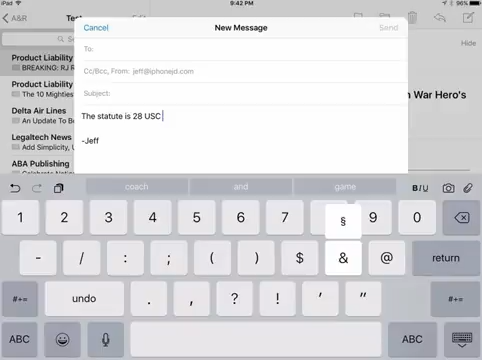 iPad
9:42 PM
96%
A&R
Edit
Hide
Product Liability
BREAKING: RJ R
Product Liability
The 10 Mighties
Delta Air Lines
An Update To B
Legaltech News
Add Simplicity, U
ABA Publishing
n War Hero's
Cancel
New Message
Send
To:
Cc/Bcc, From: jeff@iphonejd.com
Subject:
The statute is 28 USC
-Jeff
coach and game
B I U
1 2 3 4 5 6 7 § 9 0
- / : ; ( ) $ & @ return
#+= undo . , ? ! ' " #+=
ABC ABC